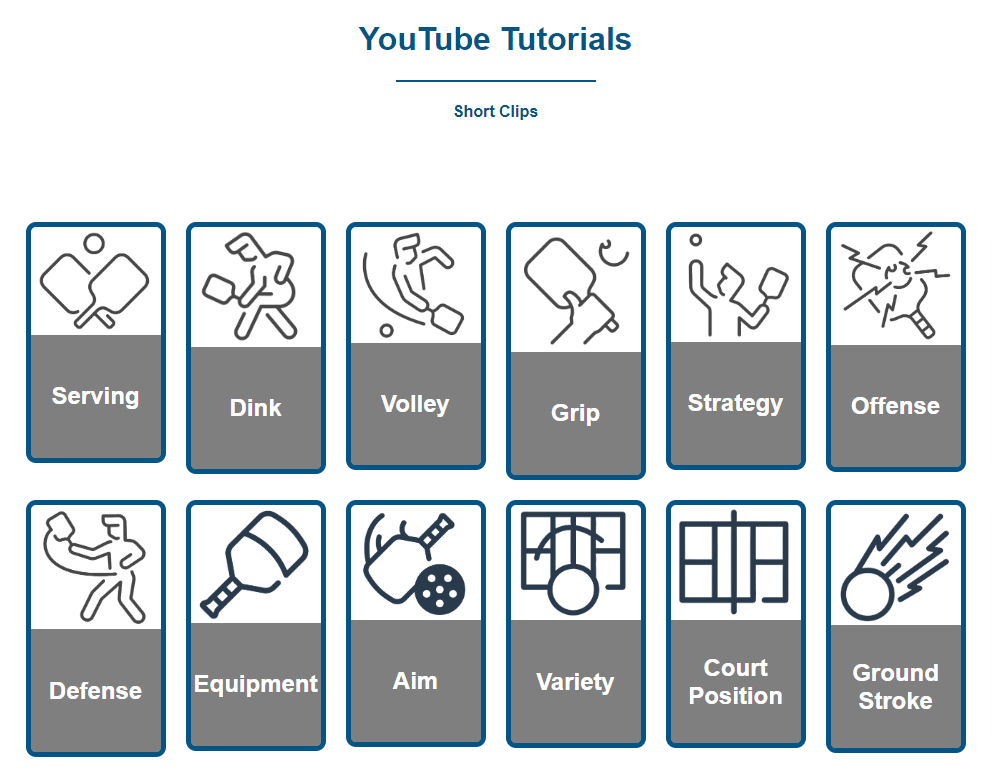 YouTube Tutorials
Short Clips
Serving
Dink
Volley
Grip
Strategy
Offense
Defense
Equipment
Aim
Variety
Court
Position
Ground
Stroke